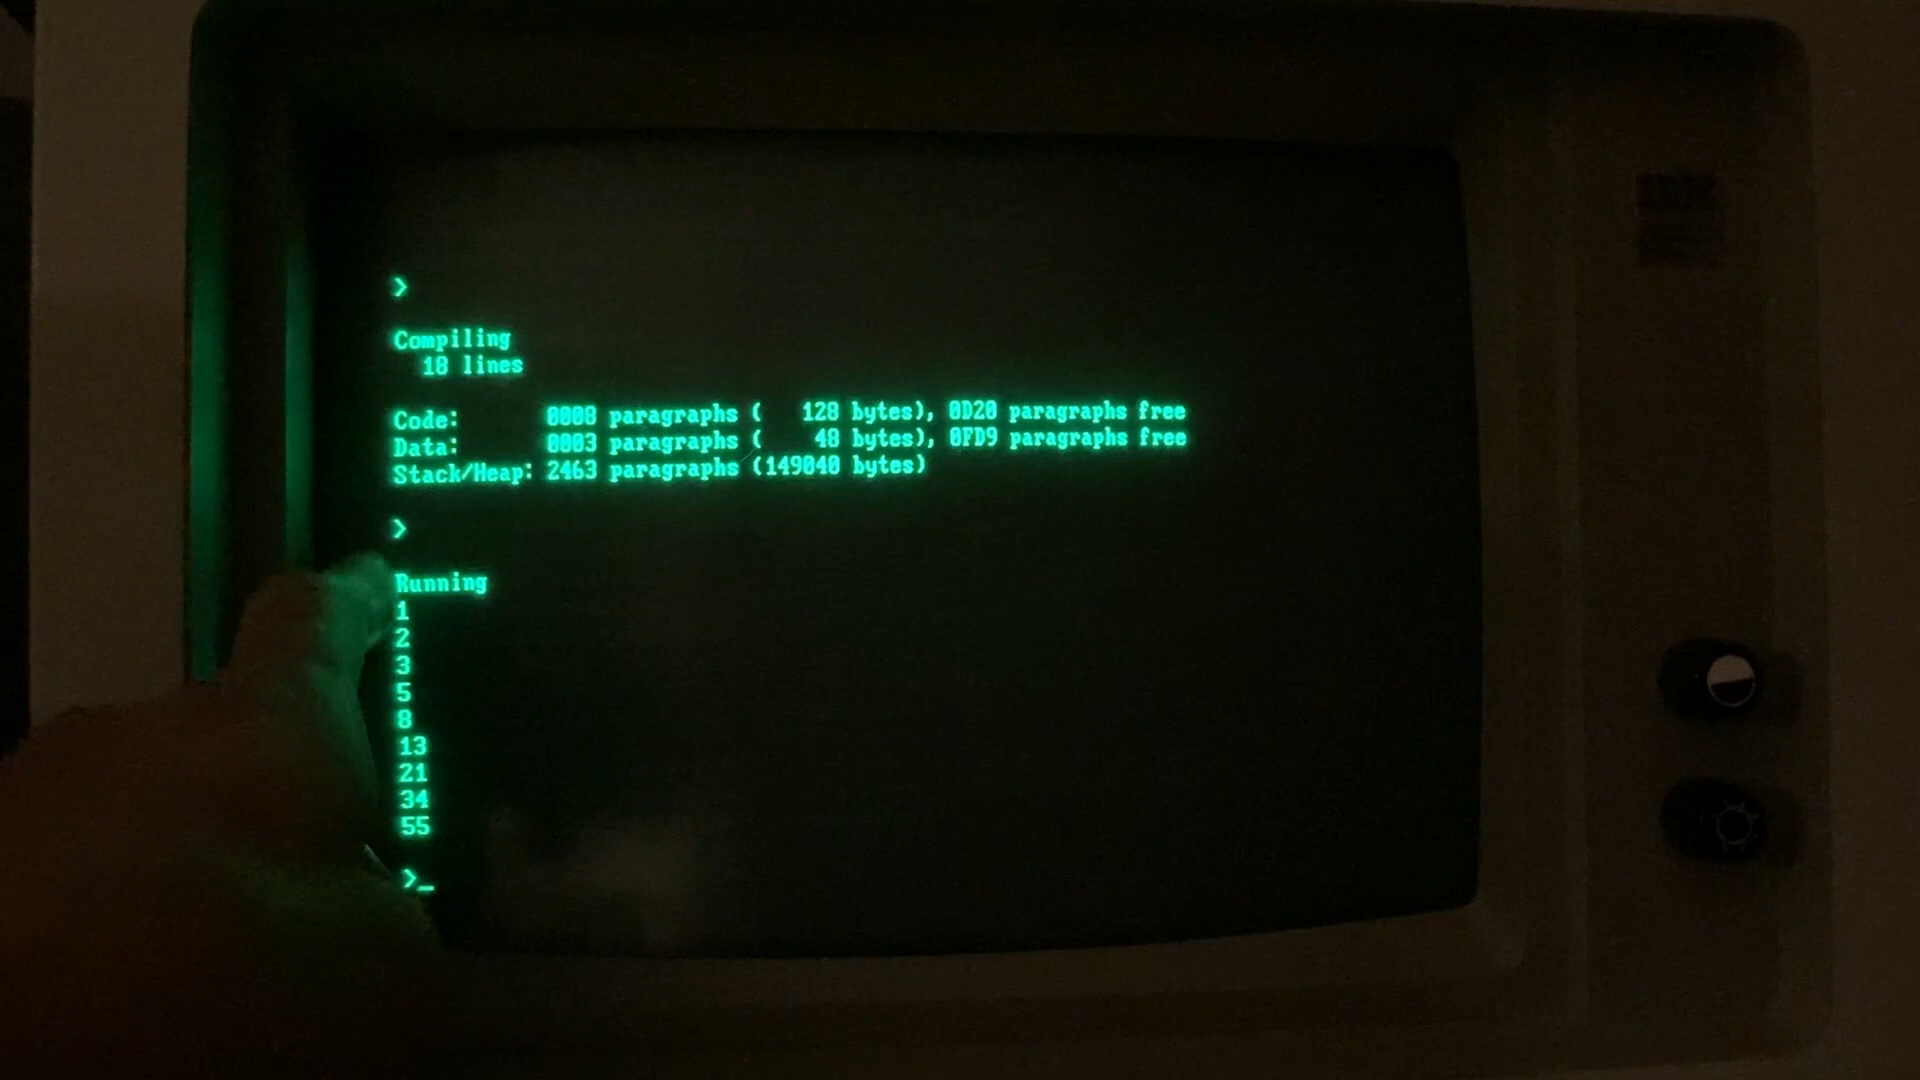 >
Compiling
  18 lines
Code:      0008 paragraphs (   128 bytes), 0D20 paragraphs free
Data:      0003 paragraphs (    48 bytes), 0FD9 paragraphs free
Stack/Heap: 2463 paragraphs (149040 bytes)
>
Running
1
2
3
5
8
13
21
34
55
>_